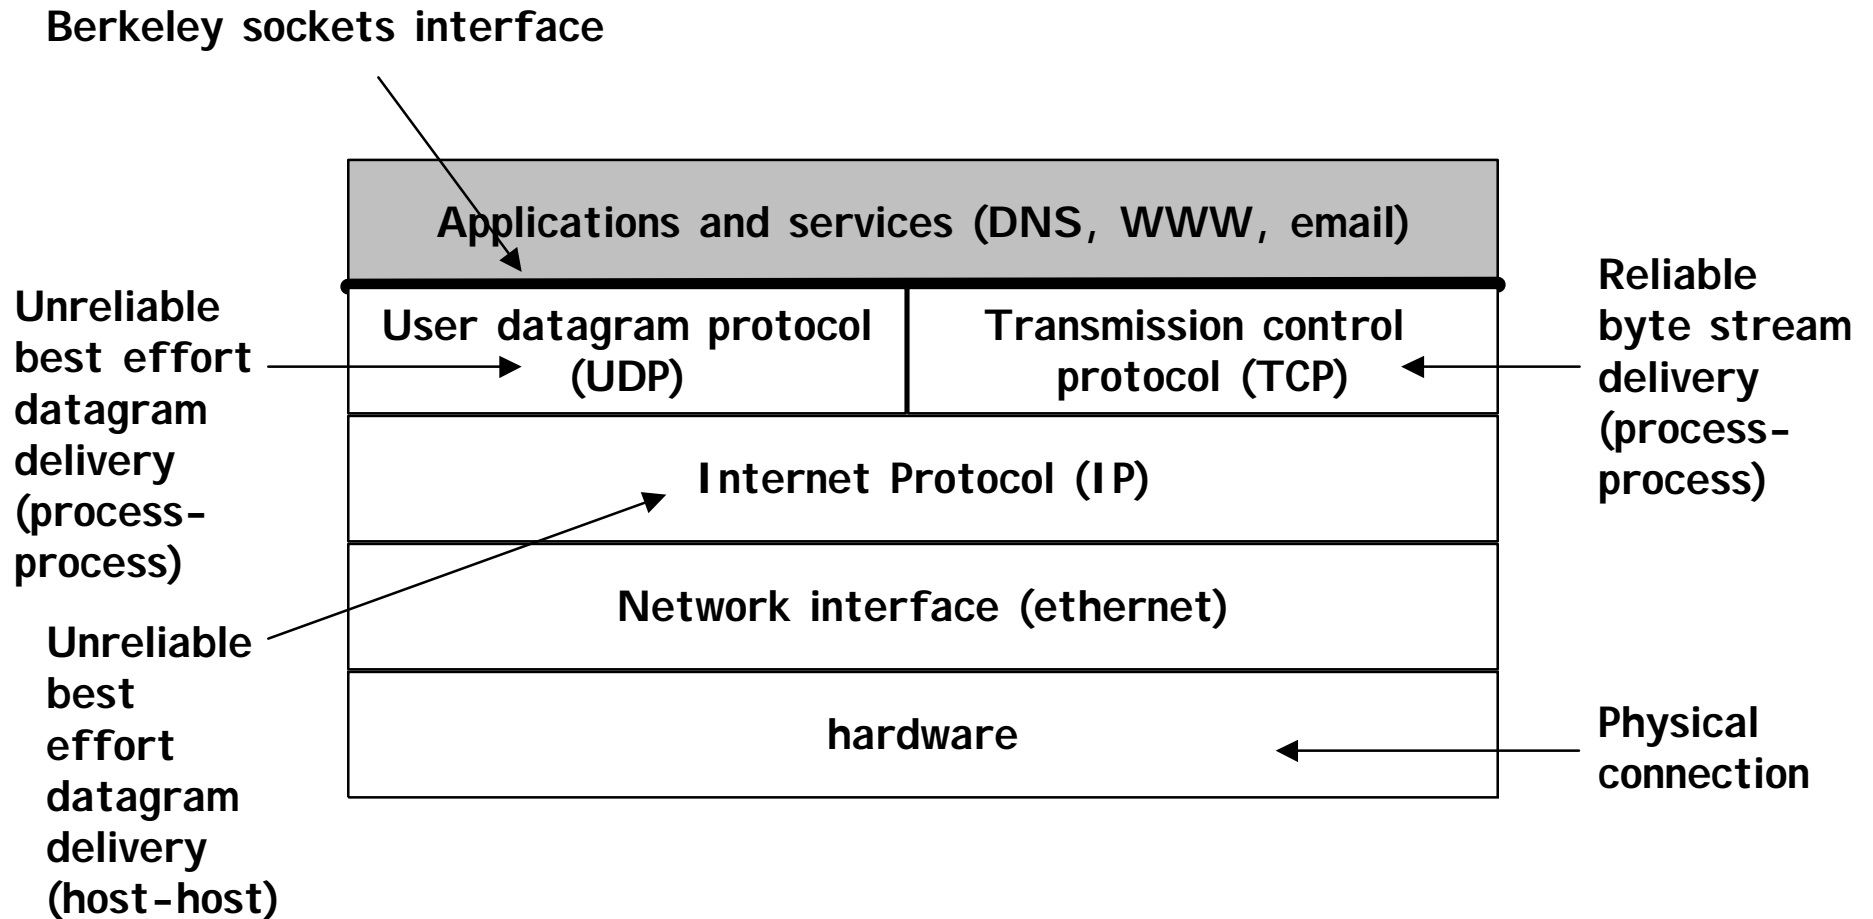 Berkeley sockets interface
Applications and services (DNS, WWW, email)
Unreliable
best effort
datagram
delivery
(process-
process)
User datagram protocol
(UDP)
Transmission control
protocol (TCP)
Reliable
byte stream
delivery
(process-
process)
Internet Protocol (IP)
Network interface (ethernet)
Unreliable
best
effort
datagram
delivery
(host-host)
hardware
Physical
connection